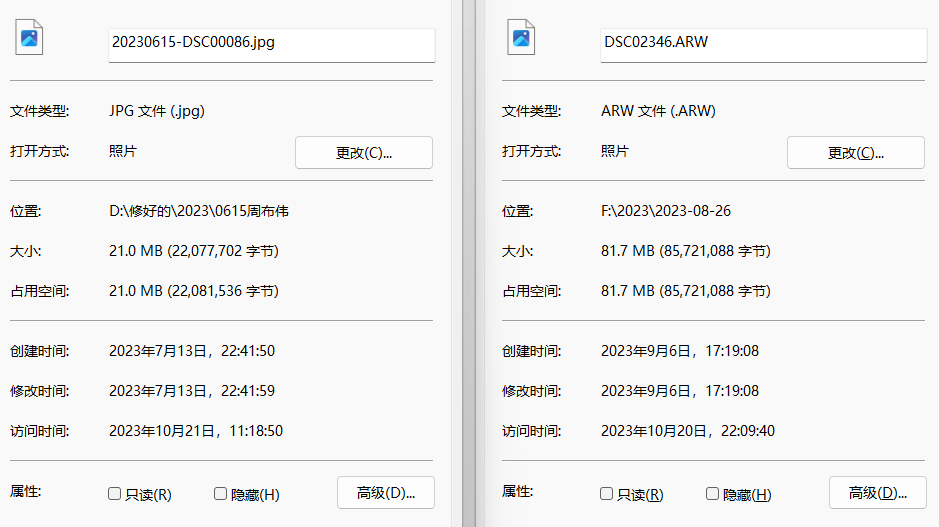 20230615-DSC00086.jpg
文件类型: JPG 文件 (.jpg)
打开方式: 照片 更改(C)...
位置: D:\修好的\2023\0615周布伟
大小: 21.0 MB (22,077,702 字节)
占用空间: 21.0 MB (22,081,536 字节)
创建时间: 2023年7月13日，22:41:50
修改时间: 2023年7月13日，22:41:59
访问时间: 2023年10月21日，11:18:50
属性: 只读(R) 隐藏(H) 高级(D)...
DSC02346.ARW
文件类型: ARW 文件 (.ARW)
打开方式: 照片 更改(C)...
位置: F:\2023\2023-08-26
大小: 81.7 MB (85,721,088 字节)
占用空间: 81.7 MB (85,721,088 字节)
创建时间: 2023年9月6日，17:19:08
修改时间: 2023年9月6日，17:19:08
访问时间: 2023年10月20日，22:09:40
属性: 只读(R) 隐藏(H) 高级(D)...